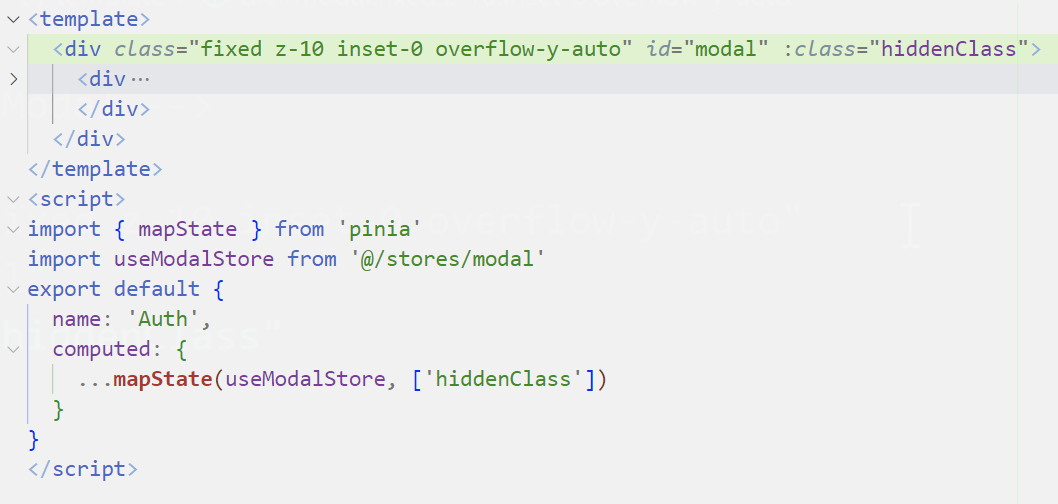 <template>
<div class="fixed z-10 inset-0 overflow-y-auto" id="modal" :class="hiddenClass">
<div ···
</div>
</div>
</template>
<script>
import { mapState } from 'pinia'
import useModalStore from '@/stores/modal'
export default {
name: 'Auth',
computed: {
...mapState(useModalStore, ['hiddenClass'])
}
}
</script>